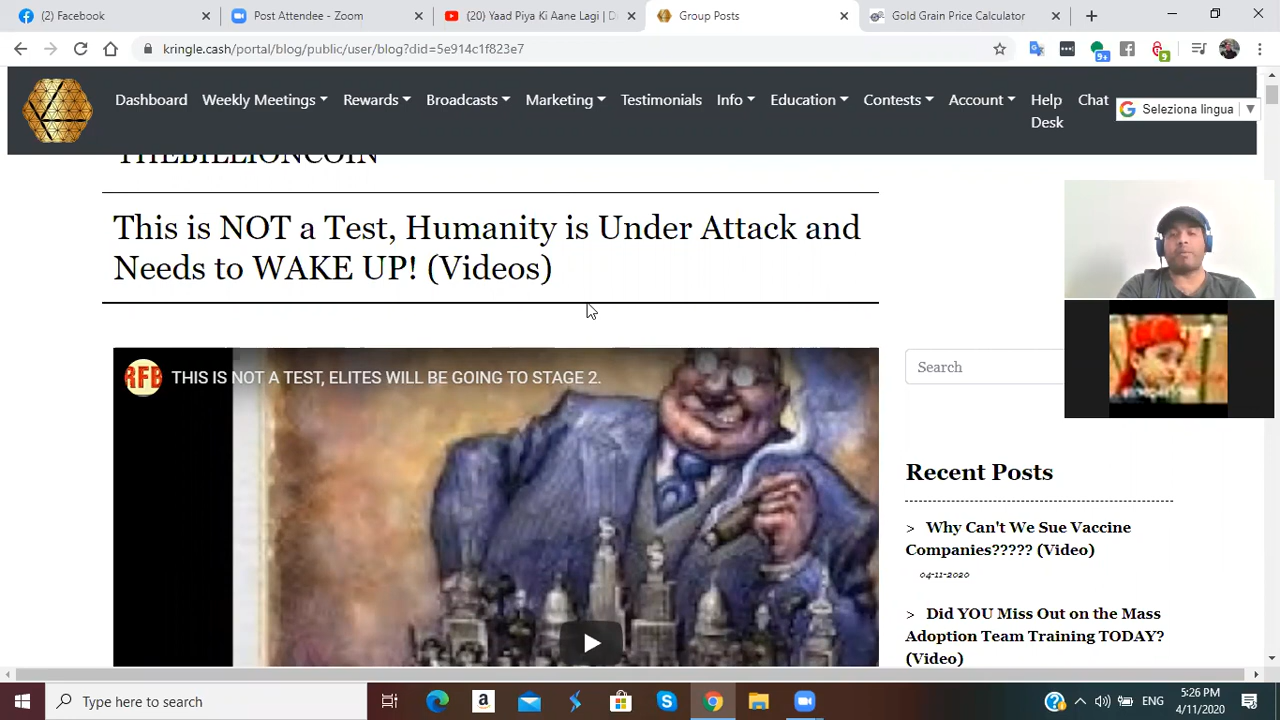 (2) Facebook
Post Attendee - Zoom
(20) Yaad Piya Ki Aane Lagi | D
Group Posts
Gold Grain Price Calculator
kringle.cash/portal/blog/public/user/blog?did=5e914c1f823e7
9+
9
Dashboard Weekly Meetings Rewards Broadcasts Marketing Testimonials Info Education Contests Account Help Desk Chat
Seleziona lingua
THEBILLIONCOIN
This is NOT a Test, Humanity is Under Attack and
Needs to WAKE UP! (Videos)
RFB
THIS IS NOT A TEST, ELITES WILL BE GOING TO STAGE 2.
Search
Recent Posts
> Why Can't We Sue Vaccine
Companies????? (Video)
04-11-2020
> Did YOU Miss Out on the Mass
Adoption Team Training TODAY?
(Video)
Type here to search
ENG
5:26 PM
4/11/2020